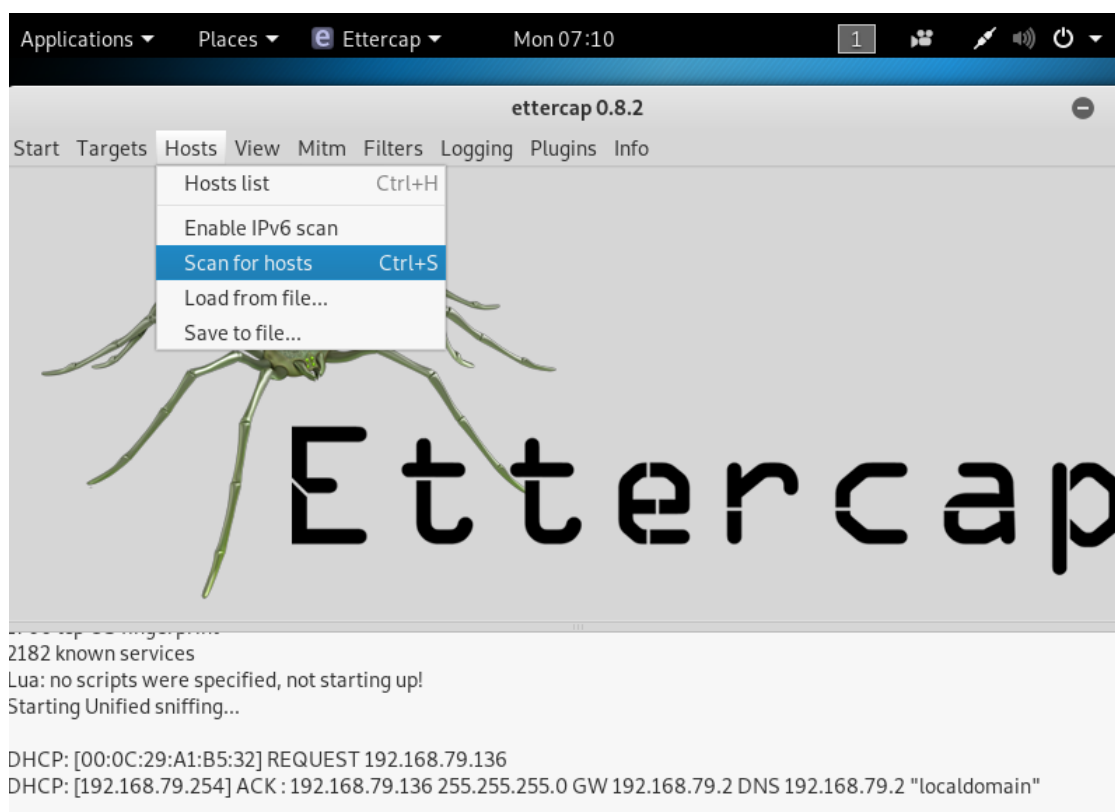 Applications Places Ettercap Mon 07:10 1
ettercap 0.8.2
Start Targets Hosts View Mitm Filters Logging Plugins Info
Hosts list Ctrl+H
Enable IPv6 scan
Scan for hosts Ctrl+S
Load from file...
Save to file...
Ettercap
2182 known services
Lua: no scripts were specified, not starting up!
Starting Unified sniffing...
DHCP: [00:0C:29:A1:B5:32] REQUEST 192.168.79.136
DHCP: [192.168.79.254] ACK : 192.168.79.136 255.255.255.0 GW 192.168.79.2 DNS 192.168.79.2 "localdomain"